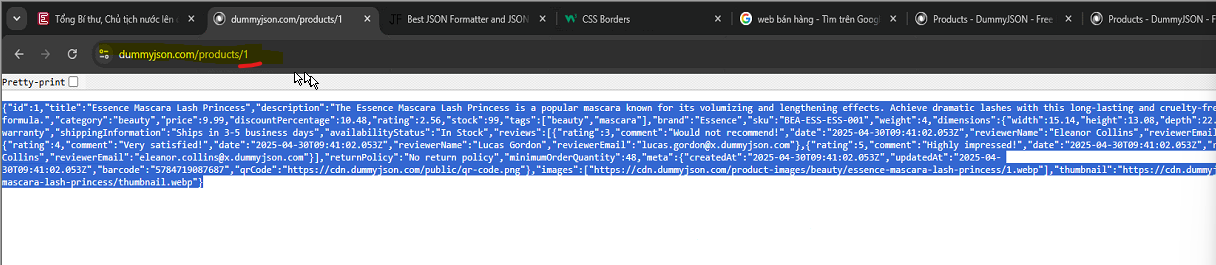 Tổng Bí thư, Chủ tịch nước lên
dummyjson.com/products/1
JF Best JSON Formatter and JSON
CSS Borders
web bán hàng - Tìm trên Googl
Products - DummyJSON - Free
Products - DummyJSON - F
dummyjson.com/products/1
Pretty-print
{"id":1,"title":"Essence Mascara Lash Princess","description":"The Essence Mascara Lash Princess is a popular mascara known for its volumizing and lengthening effects. Achieve dramatic lashes with this long-lasting and cruelty-fre
formula.","category":"beauty","price":9.99,"discountPercentage":10.48,"rating":2.56,"stock":99,"tags":["beauty","mascara"],"brand":"Essence","sku":"BEA-ESS-ESS-001","weight":4,"dimensions":{"width":15.14,"height":13.08,"depth":22.
warranty","shippingInformation":"Ships in 3-5 business days","availabilityStatus":"In Stock","reviews":[{"rating":3,"comment":"Would not recommend!","date":"2025-04-30T09:41:02.053Z","reviewerName":"Eleanor Collins","reviewerEmail
{"rating":4,"comment":"Very satisfied!","date":"2025-04-30T09:41:02.053Z","reviewerName":"Lucas Gordon","reviewerEmail":"lucas.gordon@x.dummyjson.com"},{"rating":5,"comment":"Highly impressed!","date":"2025-04-30T09:41:02.053Z","r
Collins","reviewerEmail":"eleanor.collins@x.dummyjson.com"}],"returnPolicy":"No return policy","minimumOrderQuantity":48,"meta":{"createdAt":"2025-04-30T09:41:02.053Z","updatedAt":"2025-04-
30T09:41:02.053Z","barcode":"5784719087687","qrCode":"https://cdn.dummyjson.com/public/qr-code.png"},"images":["https://cdn.dummyjson.com/product-images/beauty/essence-mascara-lash-princess/1.webp"],"thumbnail":"https://cdn.dummyj
mascara-lash-princess/thumbnail.webp"}